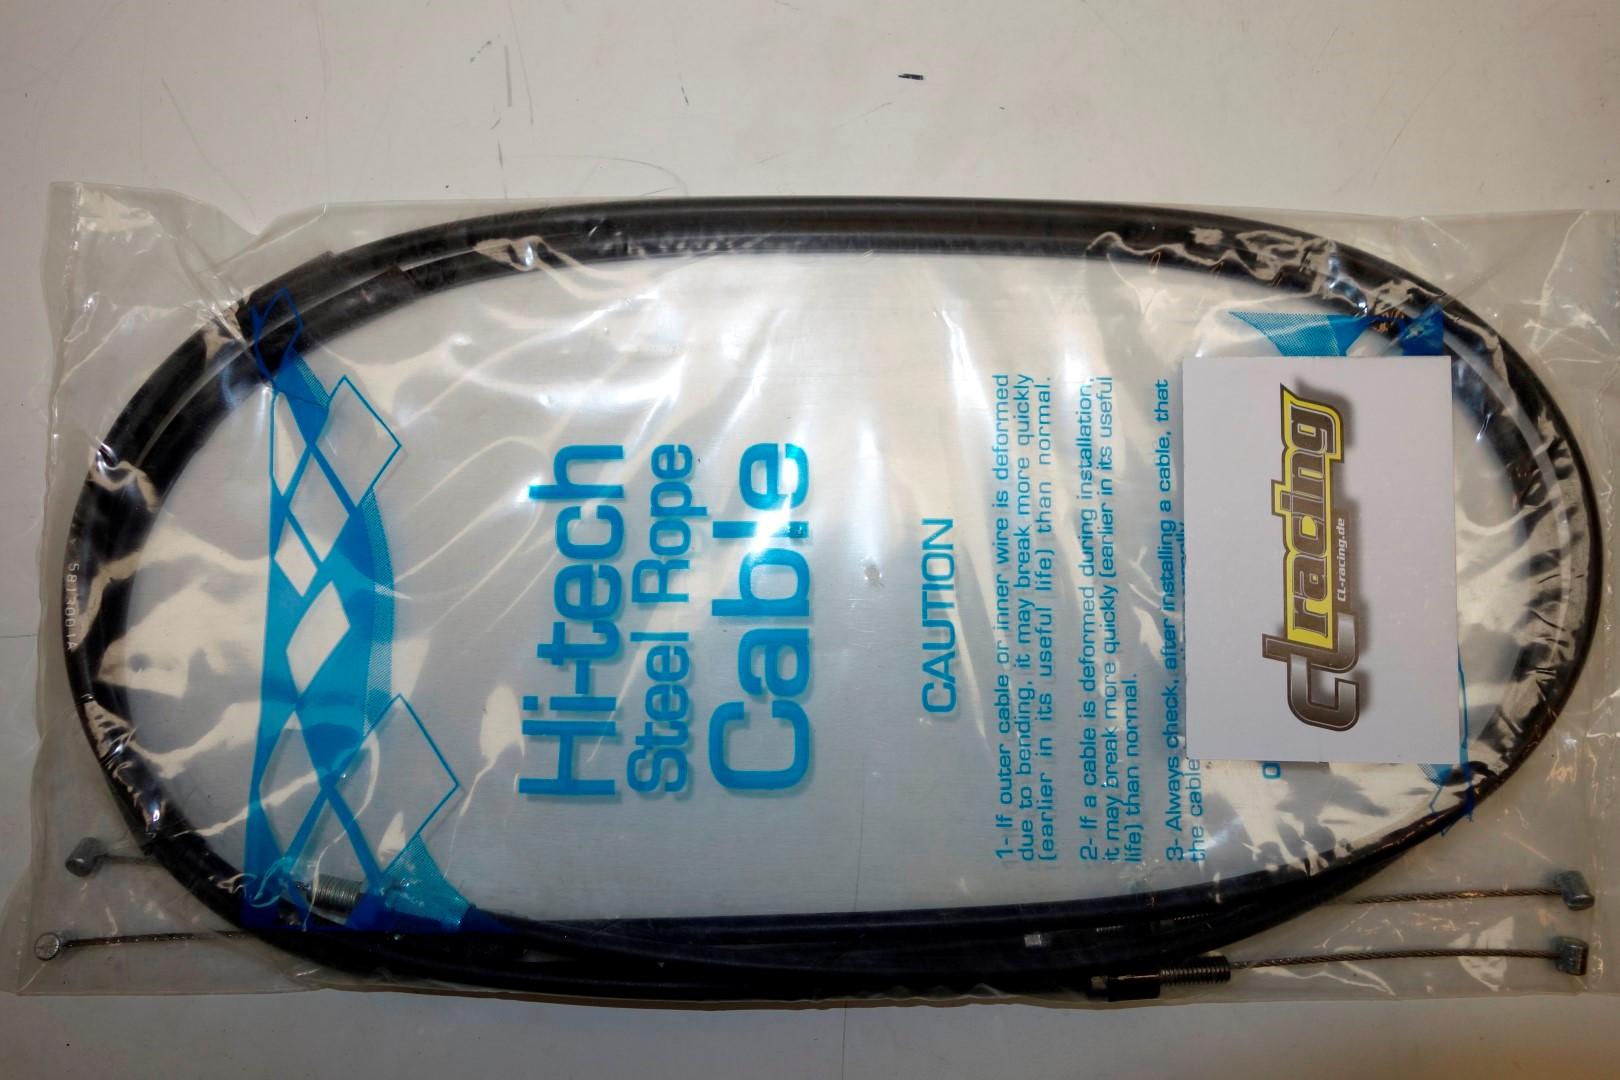 Hi-tech
Steel Rope
Cable
CAUTION
1- If outer cable or inner wire is deformed
due to bending, it may break more quickly
(earlier in its useful life) than normal.
2- If a cable is deformed during installation,
it may break more quickly (earlier in its useful
life) than normal.
3- Always check, after installing a cable, that
the cable
CL racing
CL-racing.de